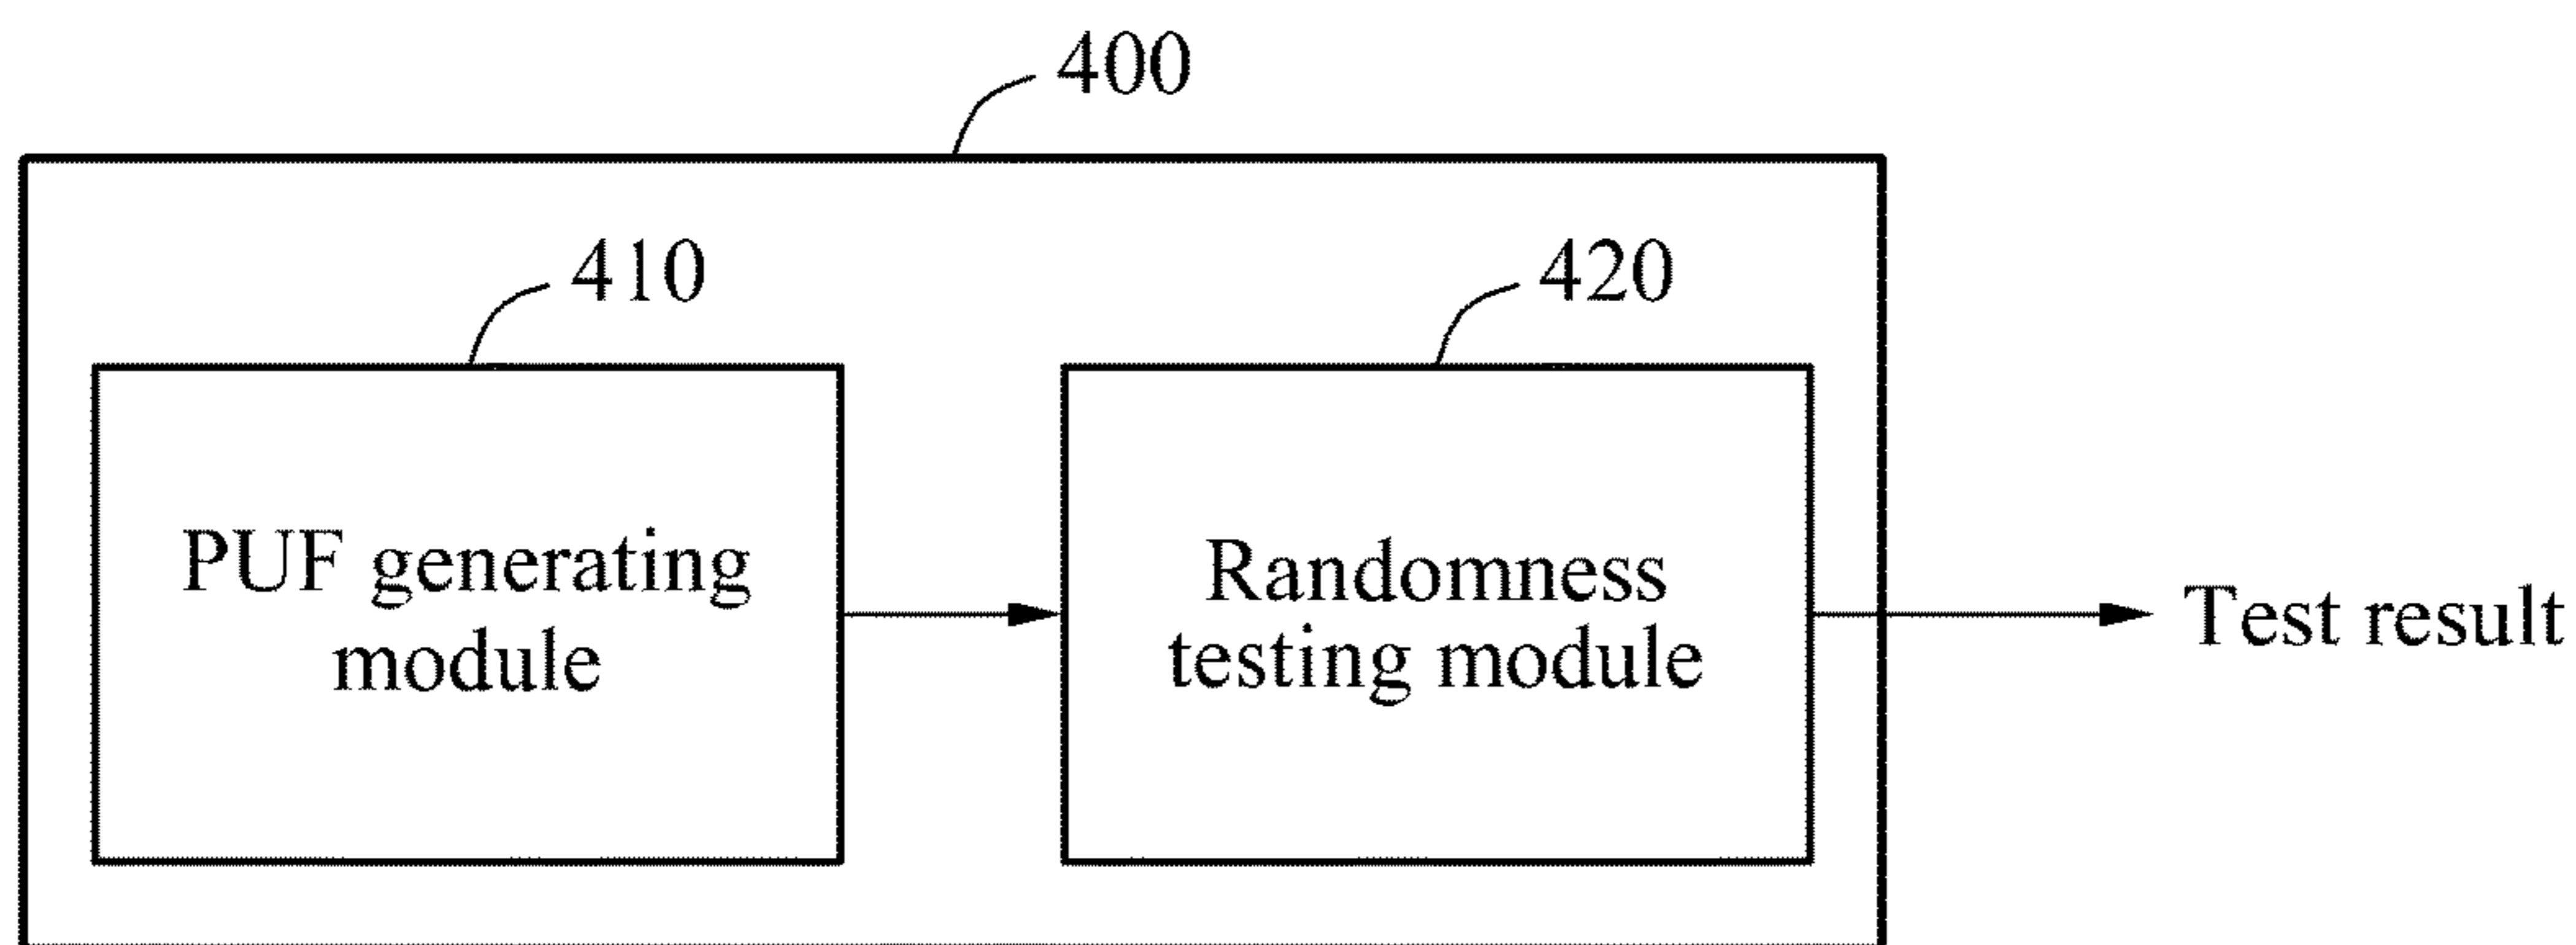 400
410
420
PUF generating
module
Randomness
testing module
Test result